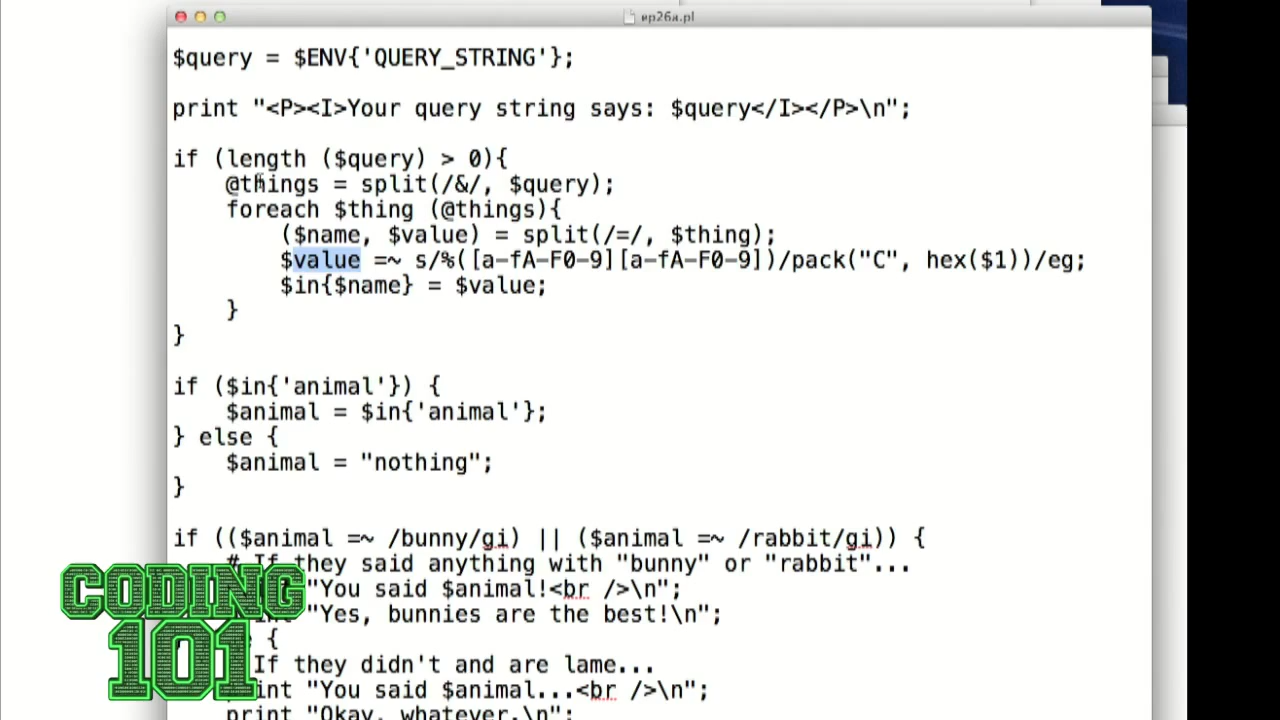 ep26a.pl
$query = $ENV{'QUERY_STRING'};
print "<P><I>Your query string says: $query</I></P>\n";
if (length ($query) > 0){
@things = split(/&/, $query);
foreach $thing (@things){
($name, $value) = split(/=/, $thing);
$value =~ s/%([a-fA-F0-9][a-fA-F0-9])/pack("C", hex($1))/eg;
$in{$name} = $value;
}
}
if ($in{'animal'}) {
$animal = $in{'animal'};
} else {
$animal = "nothing";
}
if (($animal =~ /bunny/gi) || ($animal =~ /rabbit/gi)) {
# If they said anything with "bunny" or "rabbit"...
"You said $animal!<br />\n";
"Yes, bunnies are the best!\n";
{
If they didn't and are lame...
"You said $animal...<br />\n";
print "Okay, whatever.\n";
CODING
101